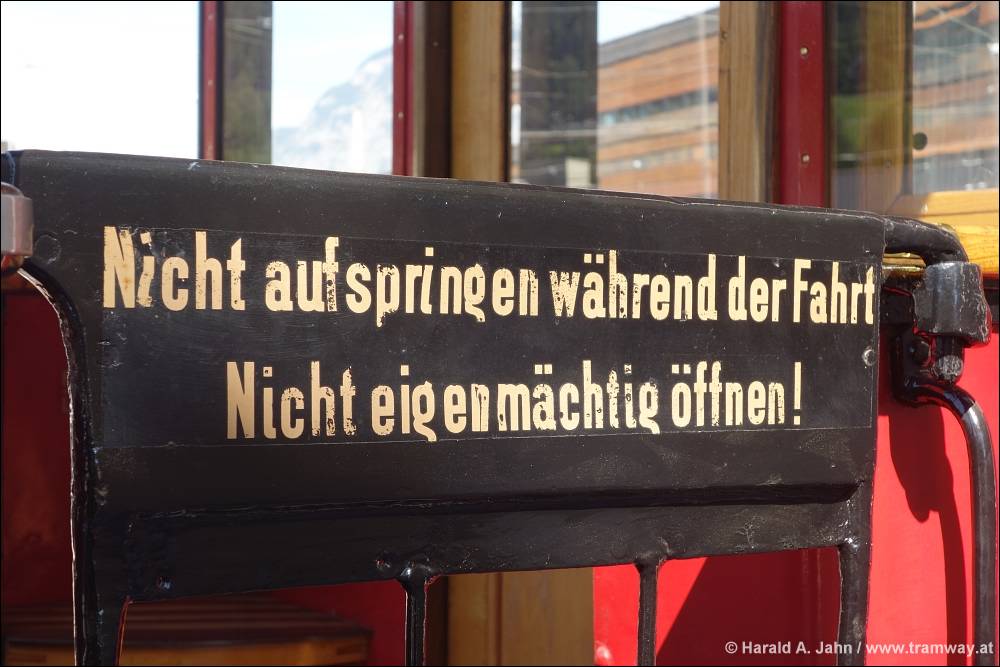 Nicht aufspringen während der Fahrt
Nicht eigenmächtig öffnen!
© Harald A. Jahn / www.tramway.at